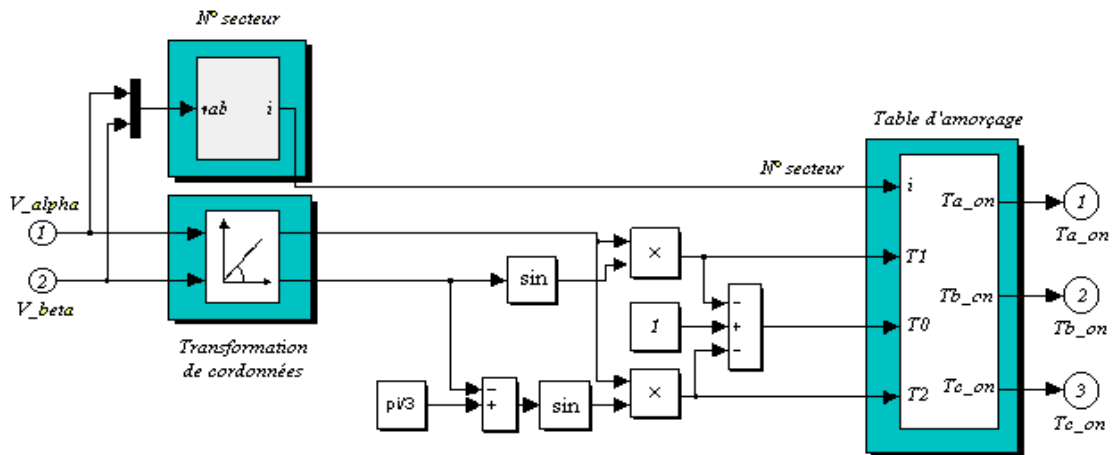 N° secteur
+ab
i
Table d'amorçage
N° secteur
V_alpha
1
2
V_beta
i
Ta_on
1
Ta_on
×
sin
T1
Tb_on
2
Tb_on
−
+
−
1
T0
Transformation
de cordonnées
pi/3
−
+
sin
×
T2
Tc_on
3
Tc_on